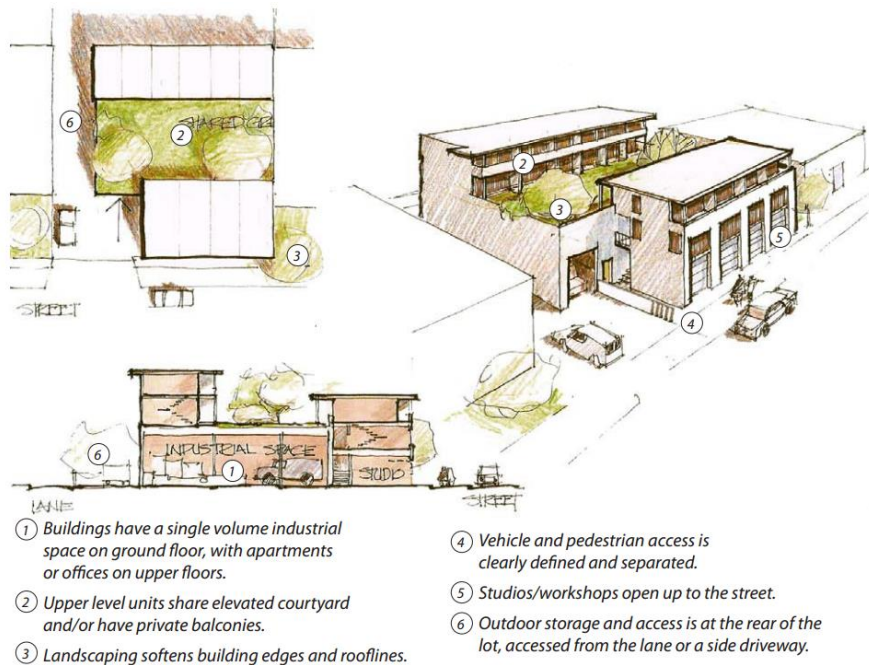 6
2
SHARED
3
STREET
2
3
5
4
6
INDUSTRIAL SPACE
1
STUDIO
LANE
STREET
1 Buildings have a single volume industrial
space on ground floor, with apartments
or offices on upper floors.
2 Upper level units share elevated courtyard
and/or have private balconies.
3 Landscaping softens building edges and rooflines.
4 Vehicle and pedestrian access is
clearly defined and separated.
5 Studios/workshops open up to the street.
6 Outdoor storage and access is at the rear of the
lot, accessed from the lane or a side driveway.